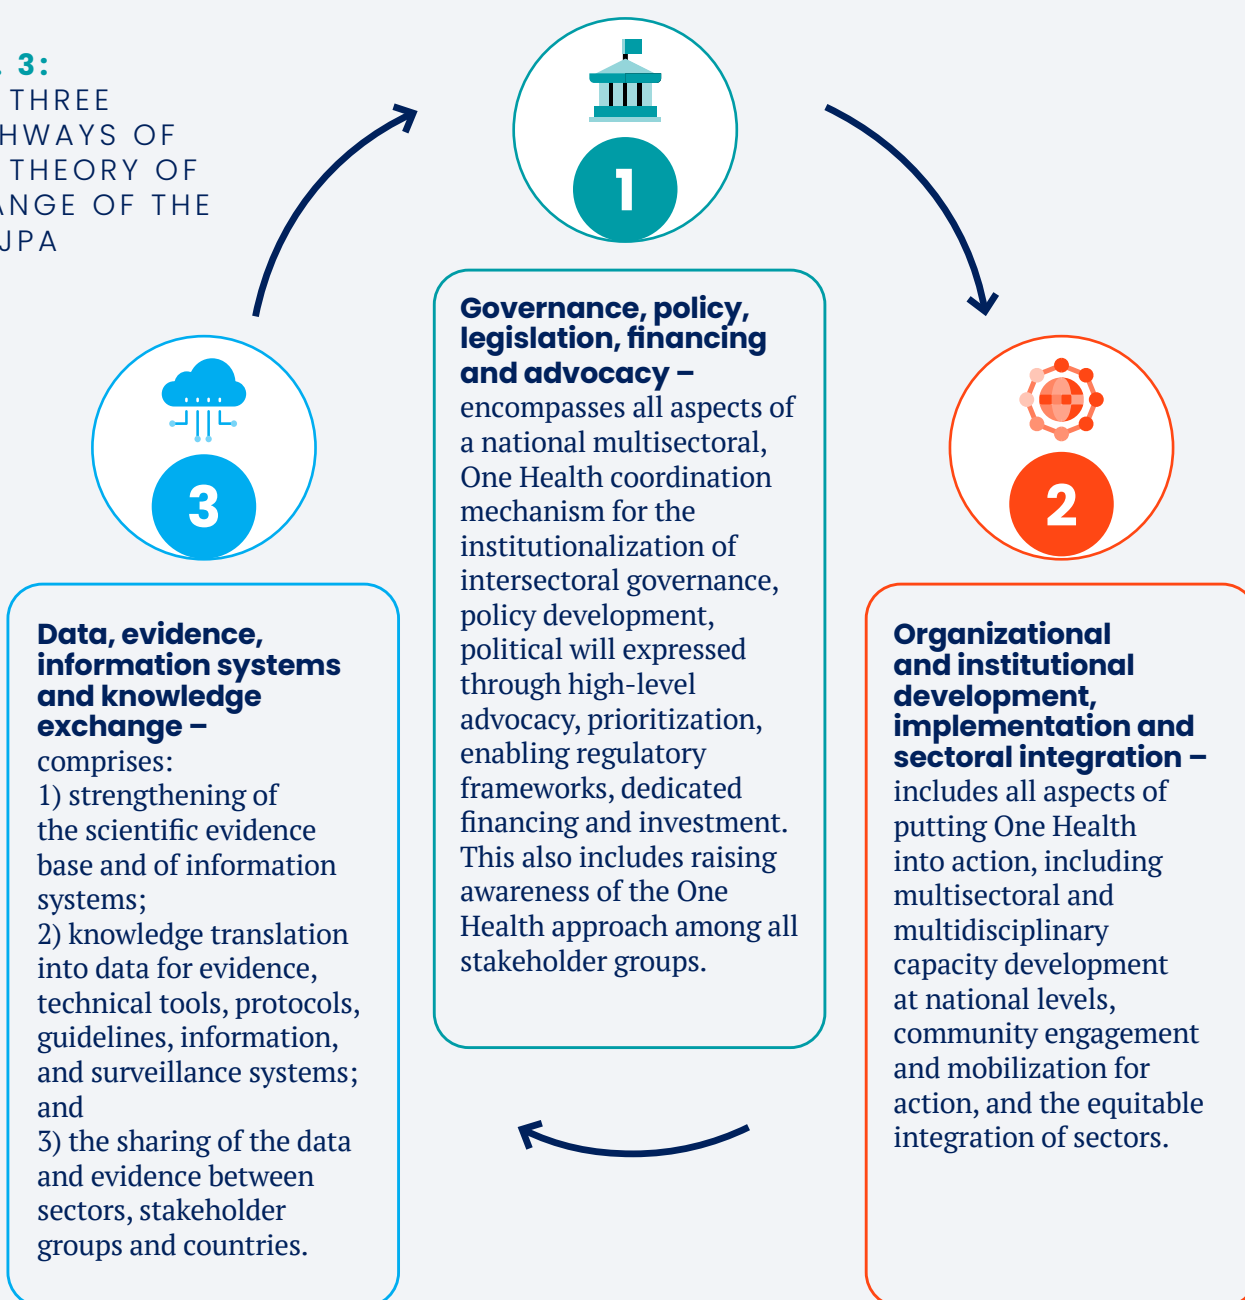 3:
THREE
OF
THEORY OF
OF THE
JPA
1
Governance, policy,
legislation, financing
and advocacy –
encompasses all aspects of
a national multisectoral,
One Health coordination
mechanism for the
institutionalization of
intersectoral governance,
policy development,
political will expressed
through high-level
advocacy, prioritization,
enabling regulatory
frameworks, dedicated
financing and investment.
This also includes raising
awareness of the One
Health approach among all
stakeholder groups.
2
Organizational
and institutional
development,
implementation and
sectoral integration –
includes all aspects of
putting One Health
into action, including
multisectoral and
multidisciplinary
capacity development
at national levels,
community engagement
and mobilization for
action, and the equitable
integration of sectors.
3
Data, evidence,
information systems
and knowledge
exchange –
comprises:
1) strengthening of
the scientific evidence
base and of information
systems;
2) knowledge translation
into data for evidence,
technical tools, protocols,
guidelines, information,
and surveillance systems;
and
3) the sharing of the data
and evidence between
sectors, stakeholder
groups and countries.